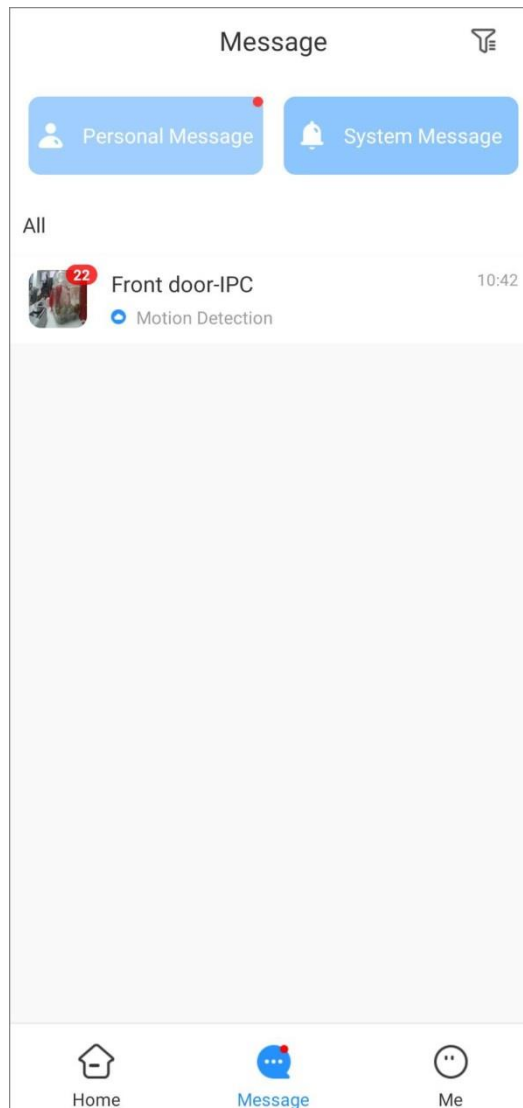 Message
Personal Message
System Message
All
22
Front door-IPC
10:42
Motion Detection
Home
Message
Me